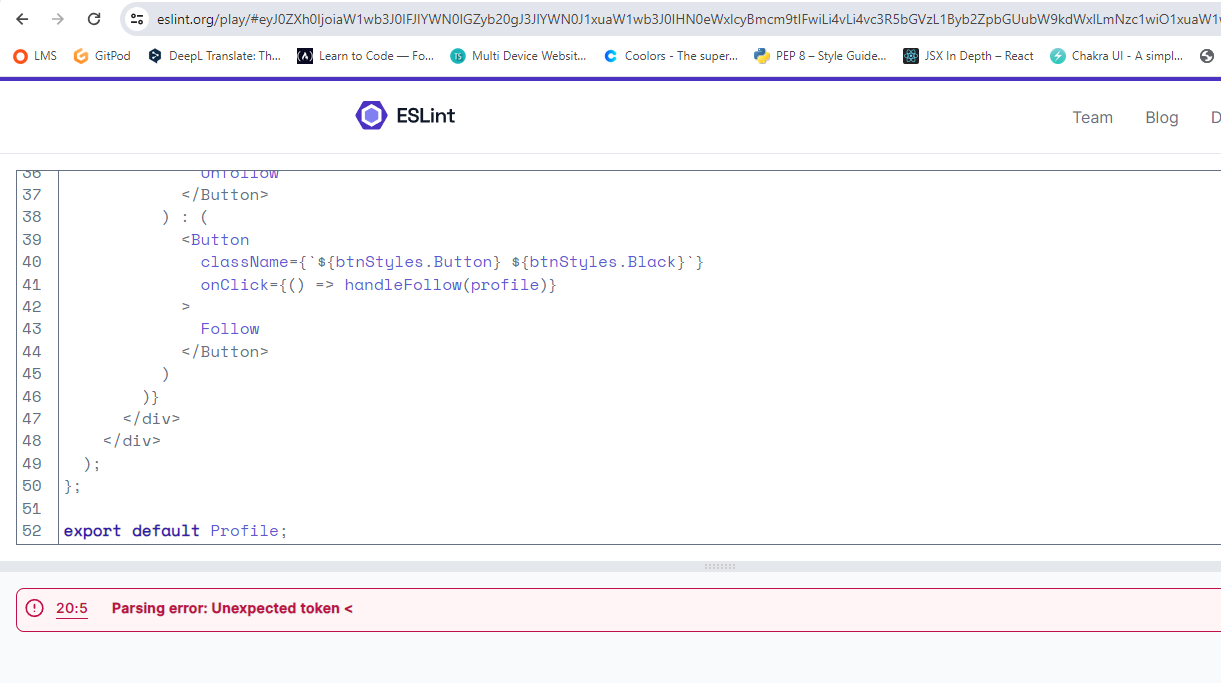 eslint.org/play/#eyJ0ZXh0IjoiaW1wb3J0IFJlYWN0IGZyb20gJ3JlYWN0J1xuaW1wb3J0IHN0eWxlcyBmcm9tIFwiLi4vLi4vc3R5bGVzL1Byb2ZpbGUubW9kdWxlLmNzc1wiO1xuaW1w
LMS GitPod DeepL Translate: Th... Learn to Code — Fo... TS Multi Device Websit... Coolors - The super... PEP 8 – Style Guide... JSX In Depth – React Chakra UI - A simpl...
ESLint Team Blog D
36 Unfollow
37 </Button>
38 ) : (
39 <Button
40 className={`${btnStyles.Button} ${btnStyles.Black}`}
41 onClick={() => handleFollow(profile)}
42 >
43 Follow
44 </Button>
45 )
46 )}
47 </div>
48 </div>
49 );
50 };
51
52 export default Profile;
20:5 Parsing error: Unexpected token <